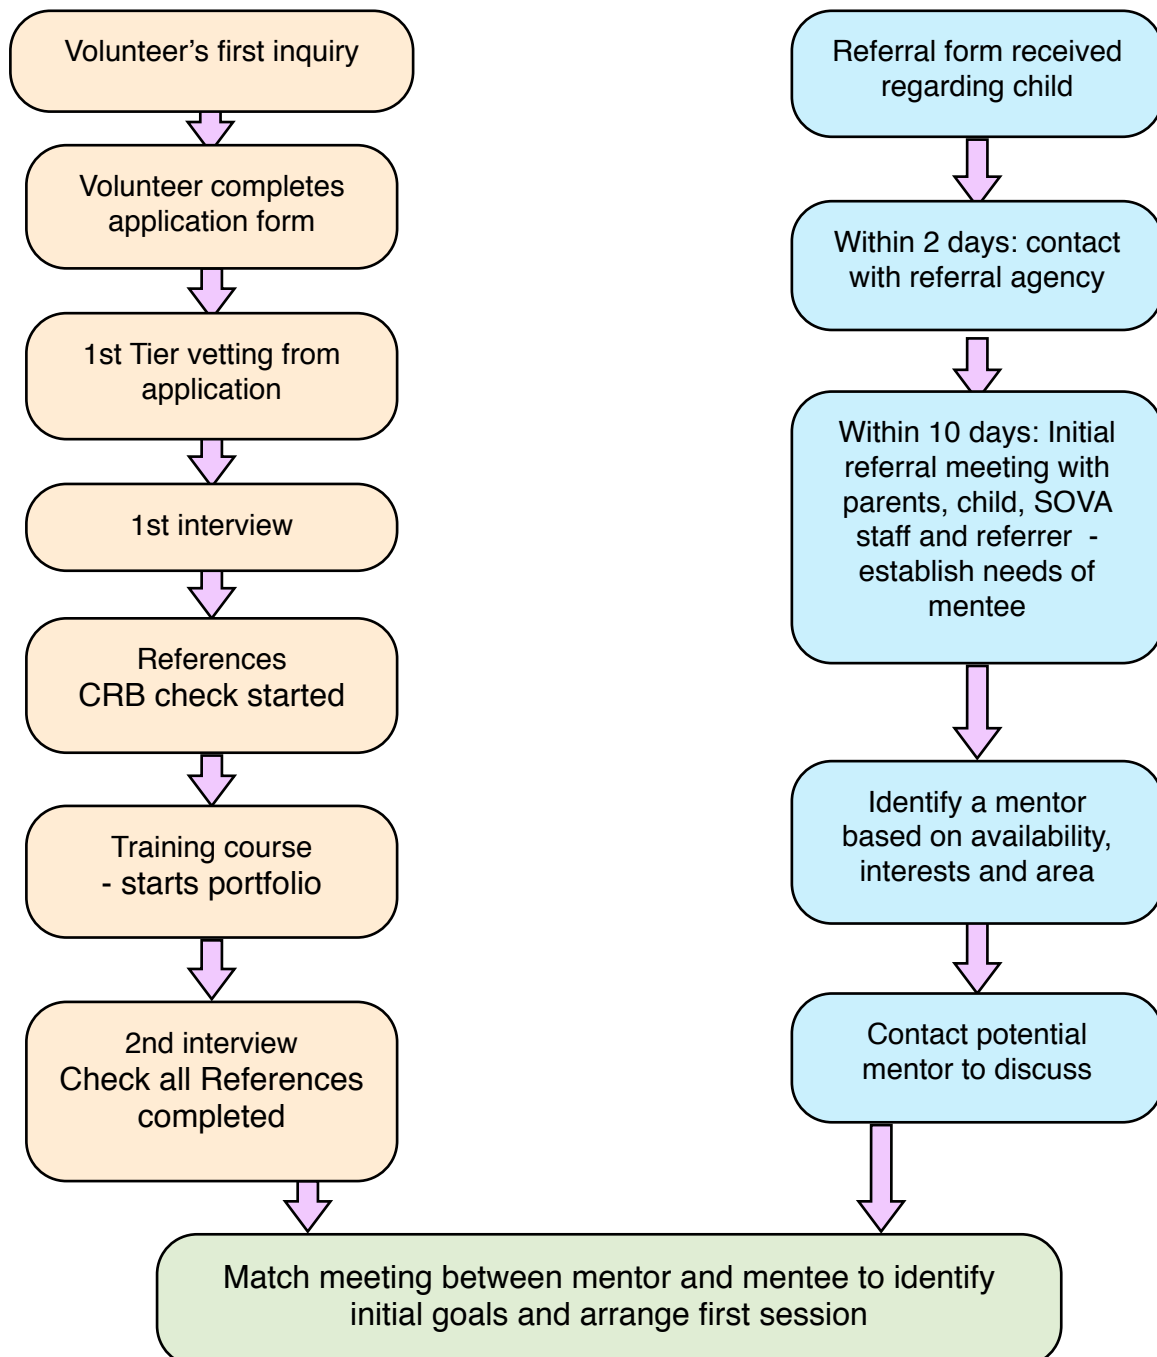 Volunteer’s first inquiry
Volunteer completes
application form
1st Tier vetting from
application
1st interview
References
CRB check started
Training course
- starts portfolio
2nd interview
Check all References
completed
Referral form received
regarding child
Within 2 days: contact
with referral agency
Within 10 days: Initial
referral meeting with
parents, child, SOVA
staff and referrer  -
establish needs of
mentee
Identify a mentor
based on availability,
interests and area
Contact potential
mentor to discuss
Match meeting between mentor and mentee to identify
initial goals and arrange first session